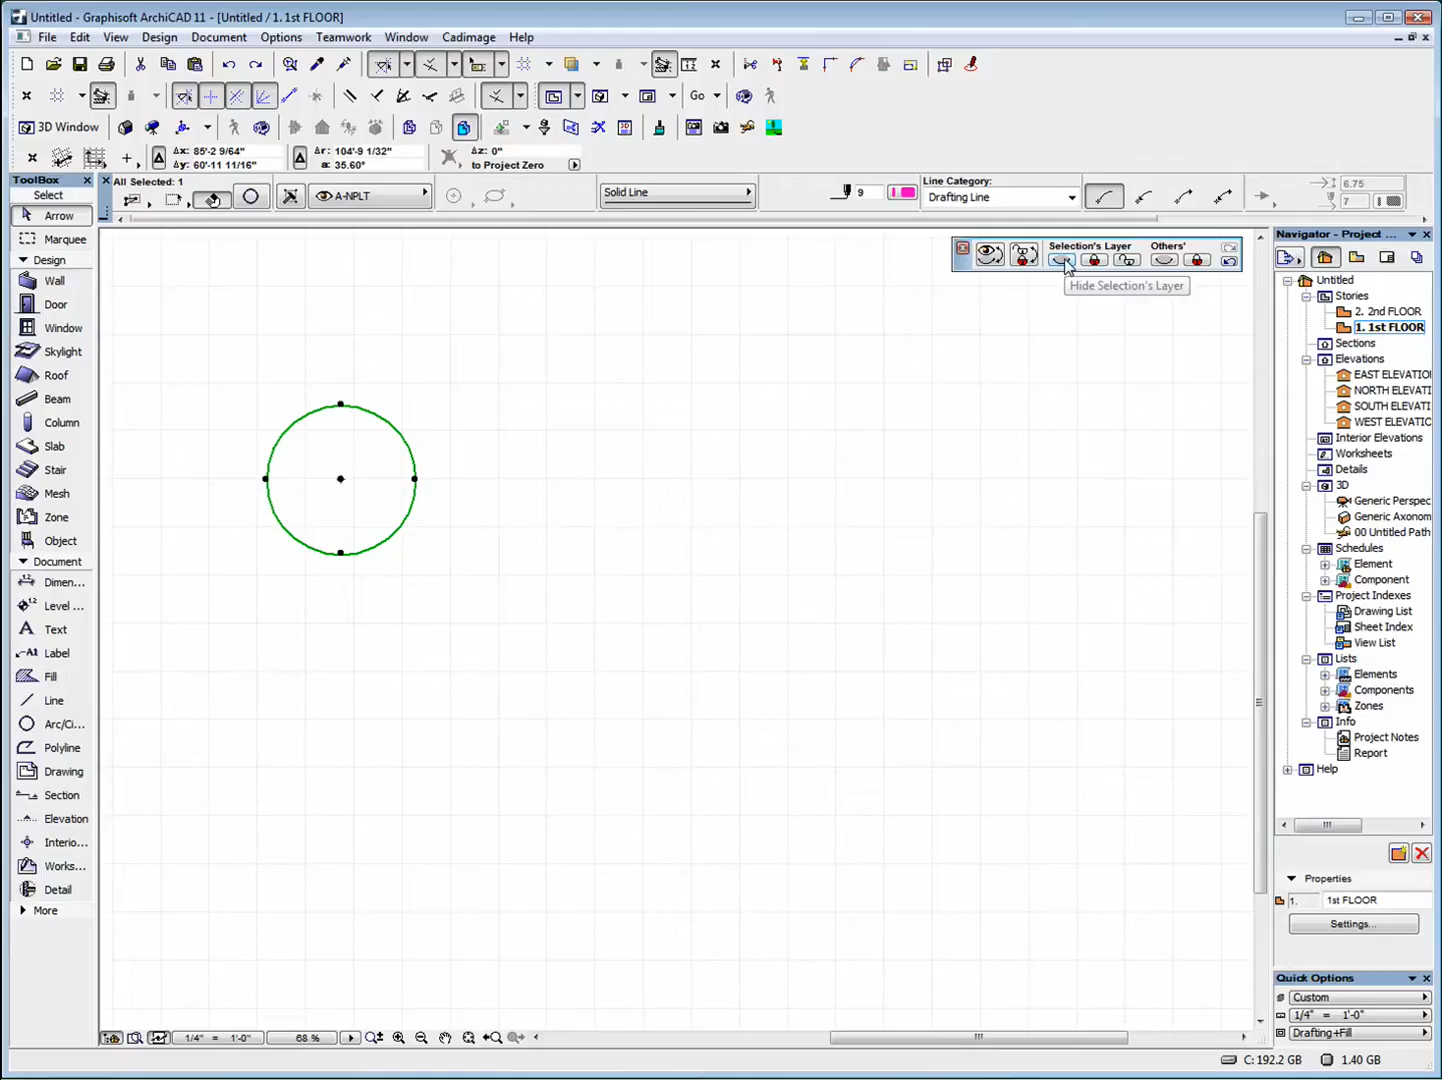 Untitled - Graphisoft ArchiCAD 11 - [Untitled / 1. 1st FLOOR]
File Edit View Design Document Options Teamwork Window Cadimage Help
Go
3D Window
Δx: 85'-2 9/64"
Δy: 60'-11 11/16"
Δr: 104'-9 1/32"
a: 35.60°
Δz: 0"
to Project Zero
ToolBox
Select
Arrow
Marquee
Design
Wall
Door
Window
Skylight
Roof
Beam
Column
Slab
Stair
Mesh
Zone
Object
Document
Dimen...
Level ...
Text
Label
Fill
Line
Arc/Ci...
Polyline
Drawing
Section
Elevation
Interio...
Works...
Detail
More
All Selected: 1
A-NPLT
Solid Line
9
Line Category:
Drafting Line
6.75
7
Selection's Layer Others'
Hide Selection's Layer
Navigator - Project ...
Untitled
Stories
2. 2nd FLOOR
1. 1st FLOOR
Sections
Elevations
EAST ELEVATIO
NORTH ELEVATI
SOUTH ELEVATI
WEST ELEVATIO
Interior Elevations
Worksheets
Details
3D
Generic Perspec
Generic Axonom
00 Untitled Path
Schedules
Element
Component
Project Indexes
Drawing List
Sheet Index
View List
Lists
Elements
Components
Zones
Info
Project Notes
Report
Help
Properties
1. 1st FLOOR
Settings...
Quick Options
Custom
1/4" = 1'-0"
Drafting+Fill
1/4" = 1'-0" 68 %
C: 192.2 GB 1.40 GB